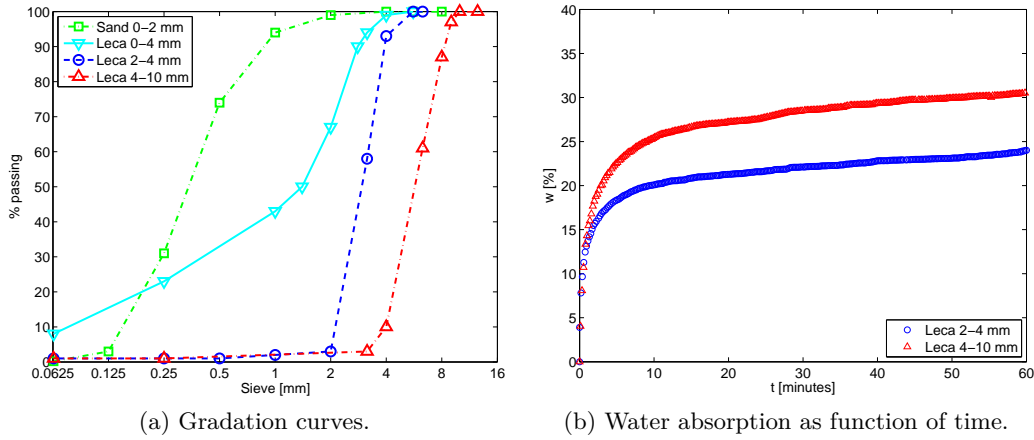 100
90
80
70
60
50
40
30
20
10
0
% passing
Sand 0−2 mm
Leca 0−4 mm
Leca 2−4 mm
Leca 4−10 mm
0.0625 0.125 0.25 0.5 1 2 4 8 16
Sieve [mm]
(a) Gradation curves.
40
35
30
25
20
15
10
5
0
w [%]
Leca 2−4 mm
Leca 4−10 mm
0 10 20 30 40 50 60
t [minutes]
(b) Water absorption as function of time.